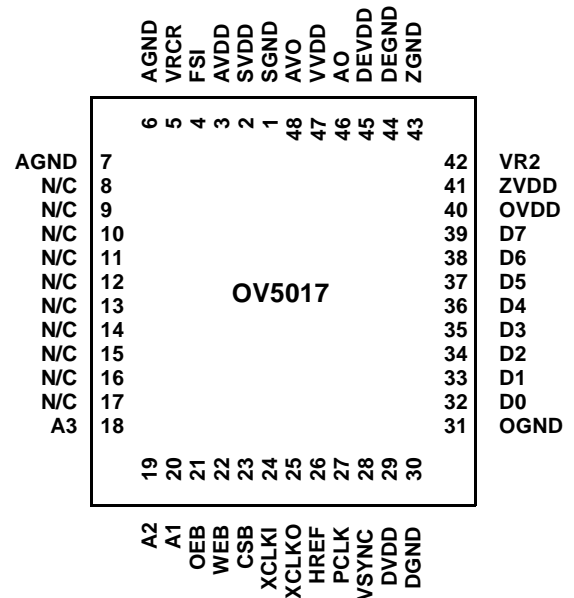 AGND VRCR FSI AVDD SVDD SGND AVO VVDD AO DEVDD DEGND ZGND
6 5 4 3 2 1 48 47 46 45 44 43
AGND 7 42 VR2
N/C 8 41 ZVDD
N/C 9 40 OVDD
N/C 10 39 D7
N/C 11 38 D6
N/C 12 37 D5
N/C 13 36 D4
OV5017
N/C 14 35 D3
N/C 15 34 D2
N/C 16 33 D1
N/C 17 32 D0
A3 18 31 OGND
19 20 21 22 23 24 25 26 27 28 29 30
A2 A1 OEB WEB CSB XCLKI XCLKO HREF PCLK VSYNC DVDD DGND